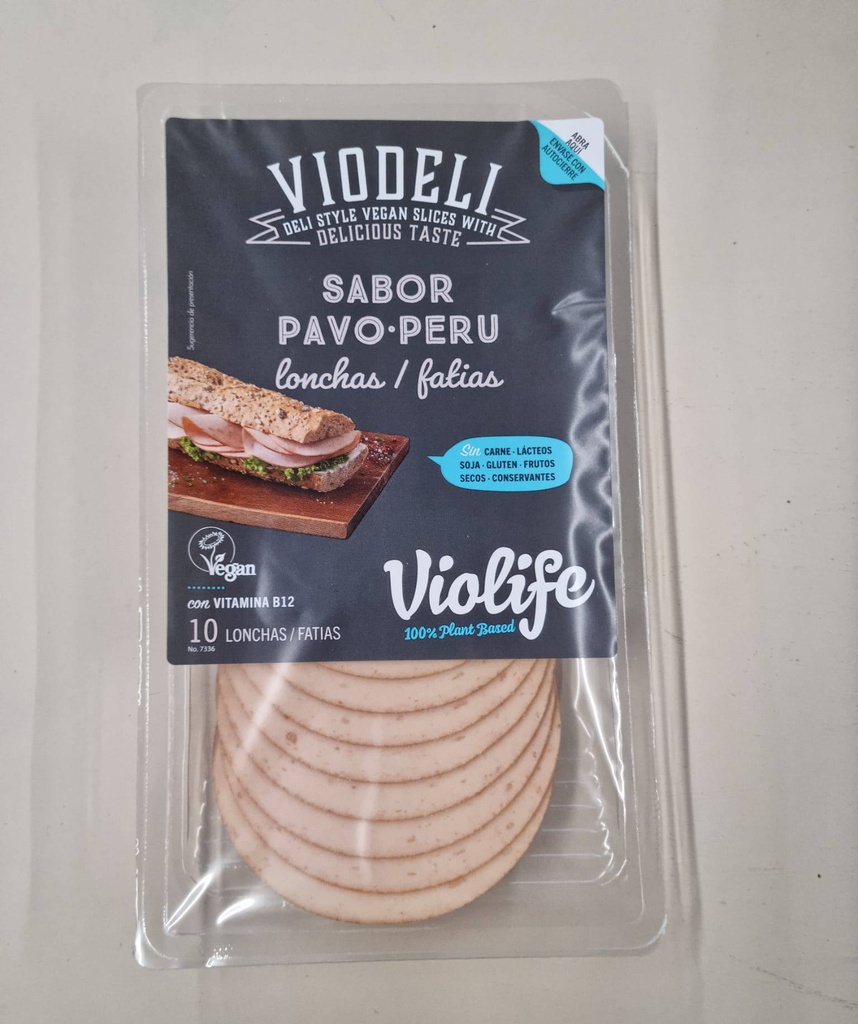 ABRA
AQUÍ
ENVASE CON
AUTOCIERRE
VIODELI
DELI STYLE VEGAN SLICES WITH
DELICIOUS TASTE
SABOR
PAVO·PERU
lonchas / fatias
Sugerencia de presentación
Sin CARNE · LÁCTEOS
SOJA · GLUTEN · FRUTOS
SECOS · CONSERVANTES
Vegan
con VITAMINA B12
10 LONCHAS / FATIAS
No. 7336
Violife
100% Plant Based